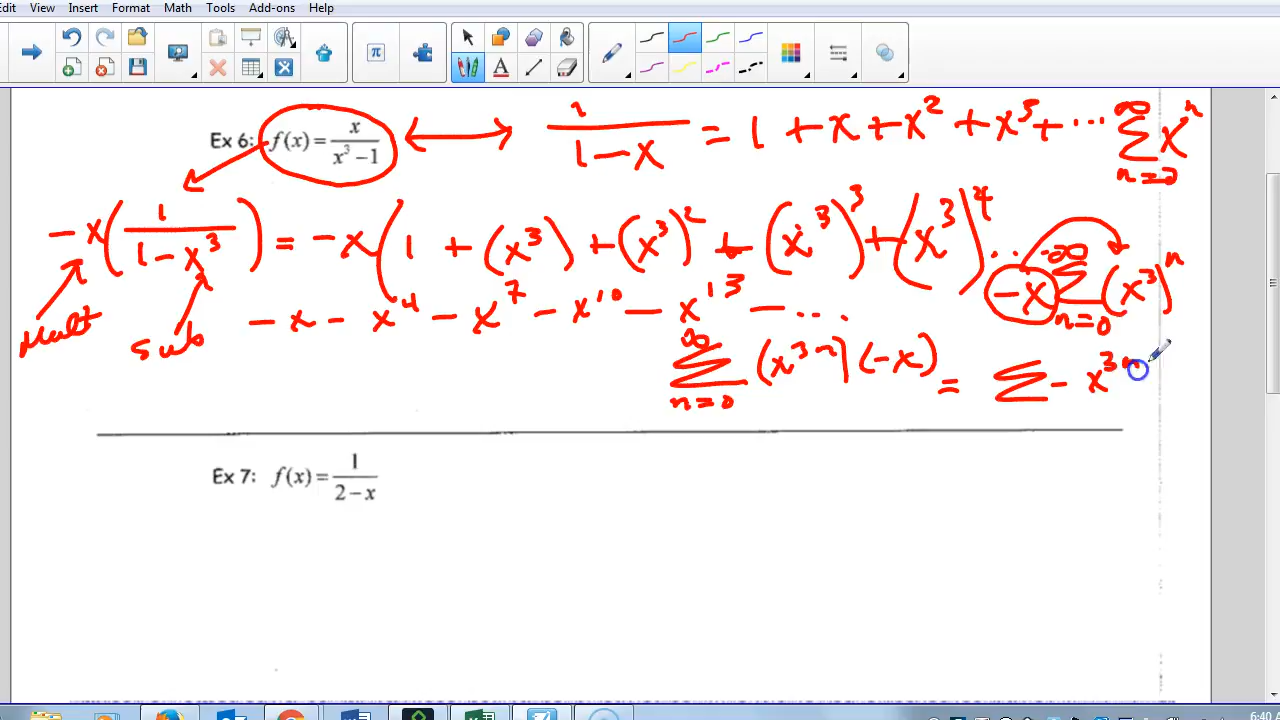 Insert Format Math Tools Add-ons Help
Ex 6: f(x) = x / (x³ − 1) 1 / (1 − x) = 1 + x + x² + x³ + ... ∞ Σ n=0 xⁿ
−x (1 / (1 − x³)) = −x (1 + (x³) + (x³)² + (x³)³ + (x³)⁴ ...
−x ∞ Σ n=0 (x³)ⁿ
Mult Sub − x − x⁴ − x⁷ − x¹⁰ − x¹³ − ...
∞ Σ n=0 (x³ⁿ)(−x) = Σ − x³ⁿ
Ex 7: f(x) = 1 / (2 − x)